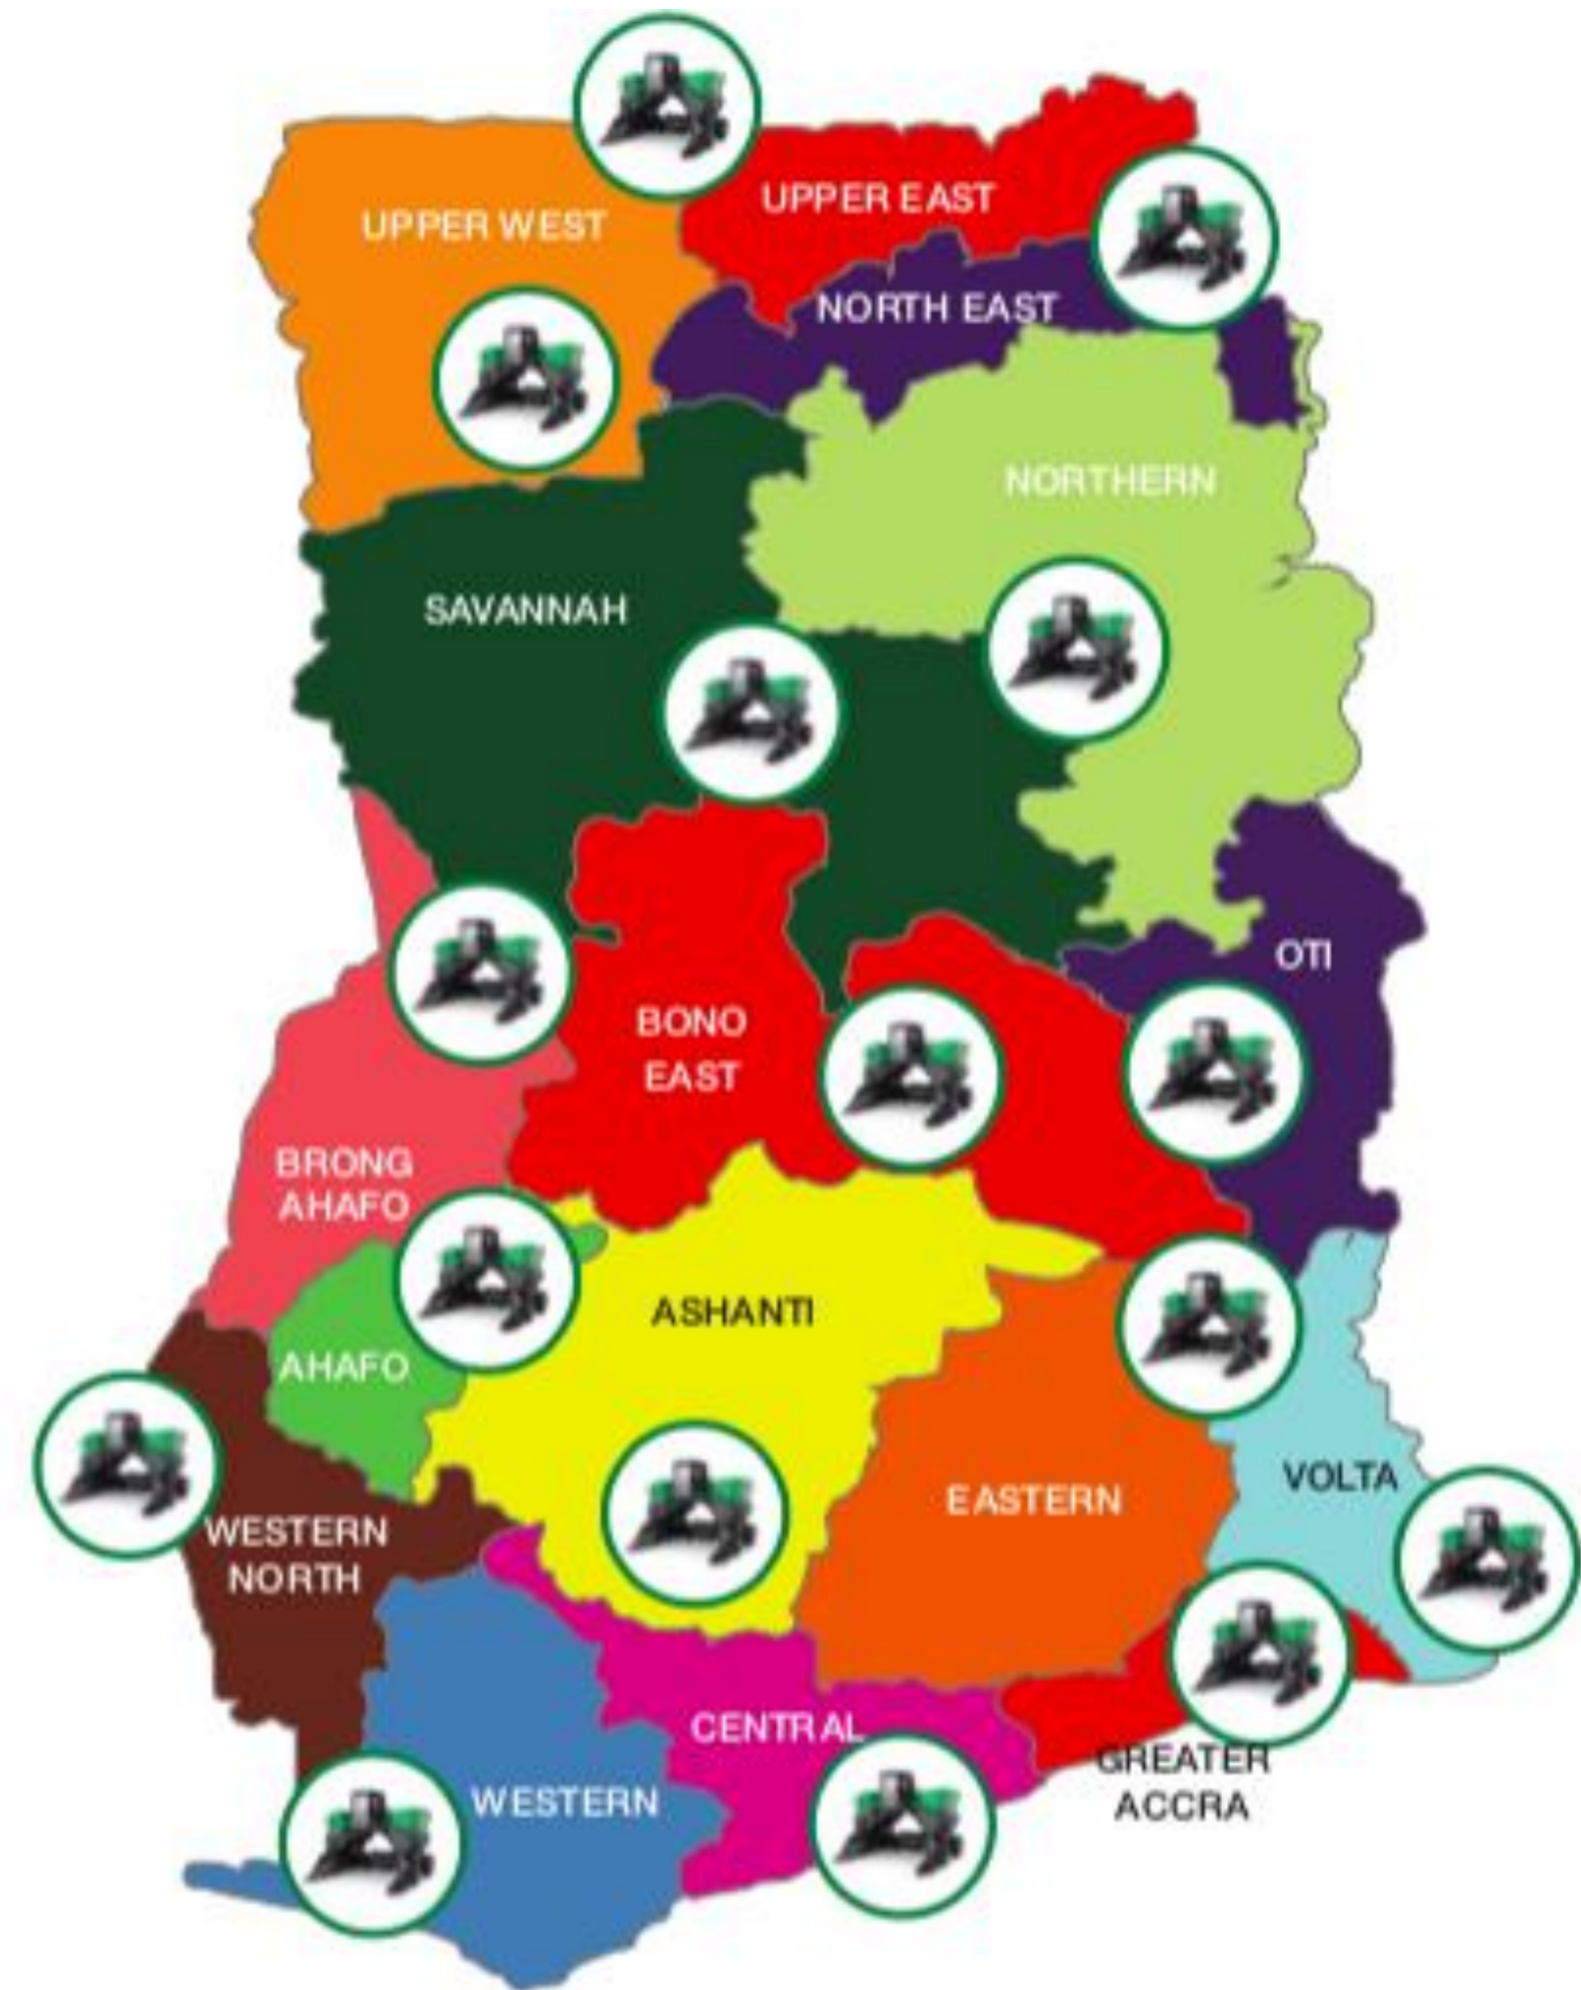 UPPER WEST
UPPER EAST
NORTH EAST
NORTHERN
SAVANNAH
OTI
BONO
EAST
BRONG
AHAFO
ASHANTI
AHAFO
VOLTA
EASTERN
WESTERN
NORTH
CENTRAL
GREATER
ACCRA
WESTERN